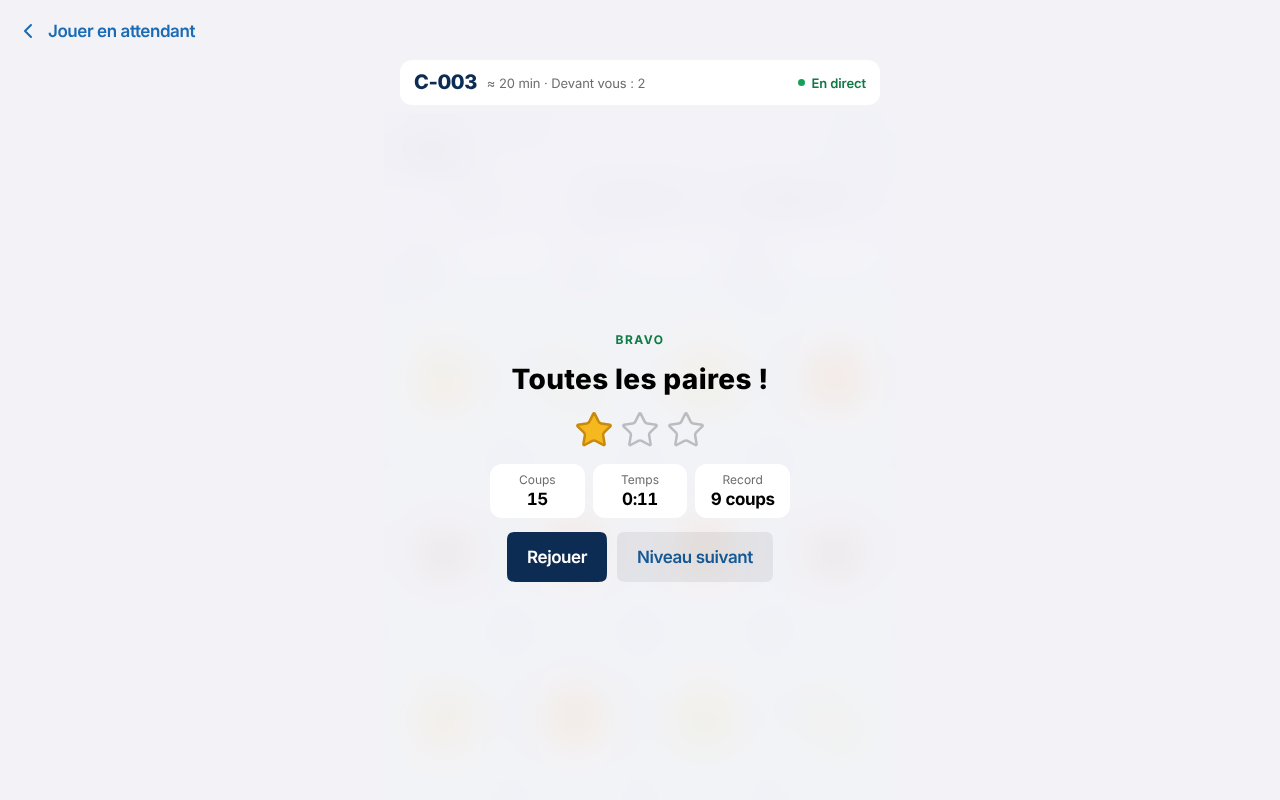 Jouer en attendant
C-003 ≈ 20 min · Devant vous : 2 En direct
BRAVO
Toutes les paires !
Coups Temps Record
15 0:11 9 coups
Rejouer Niveau suivant